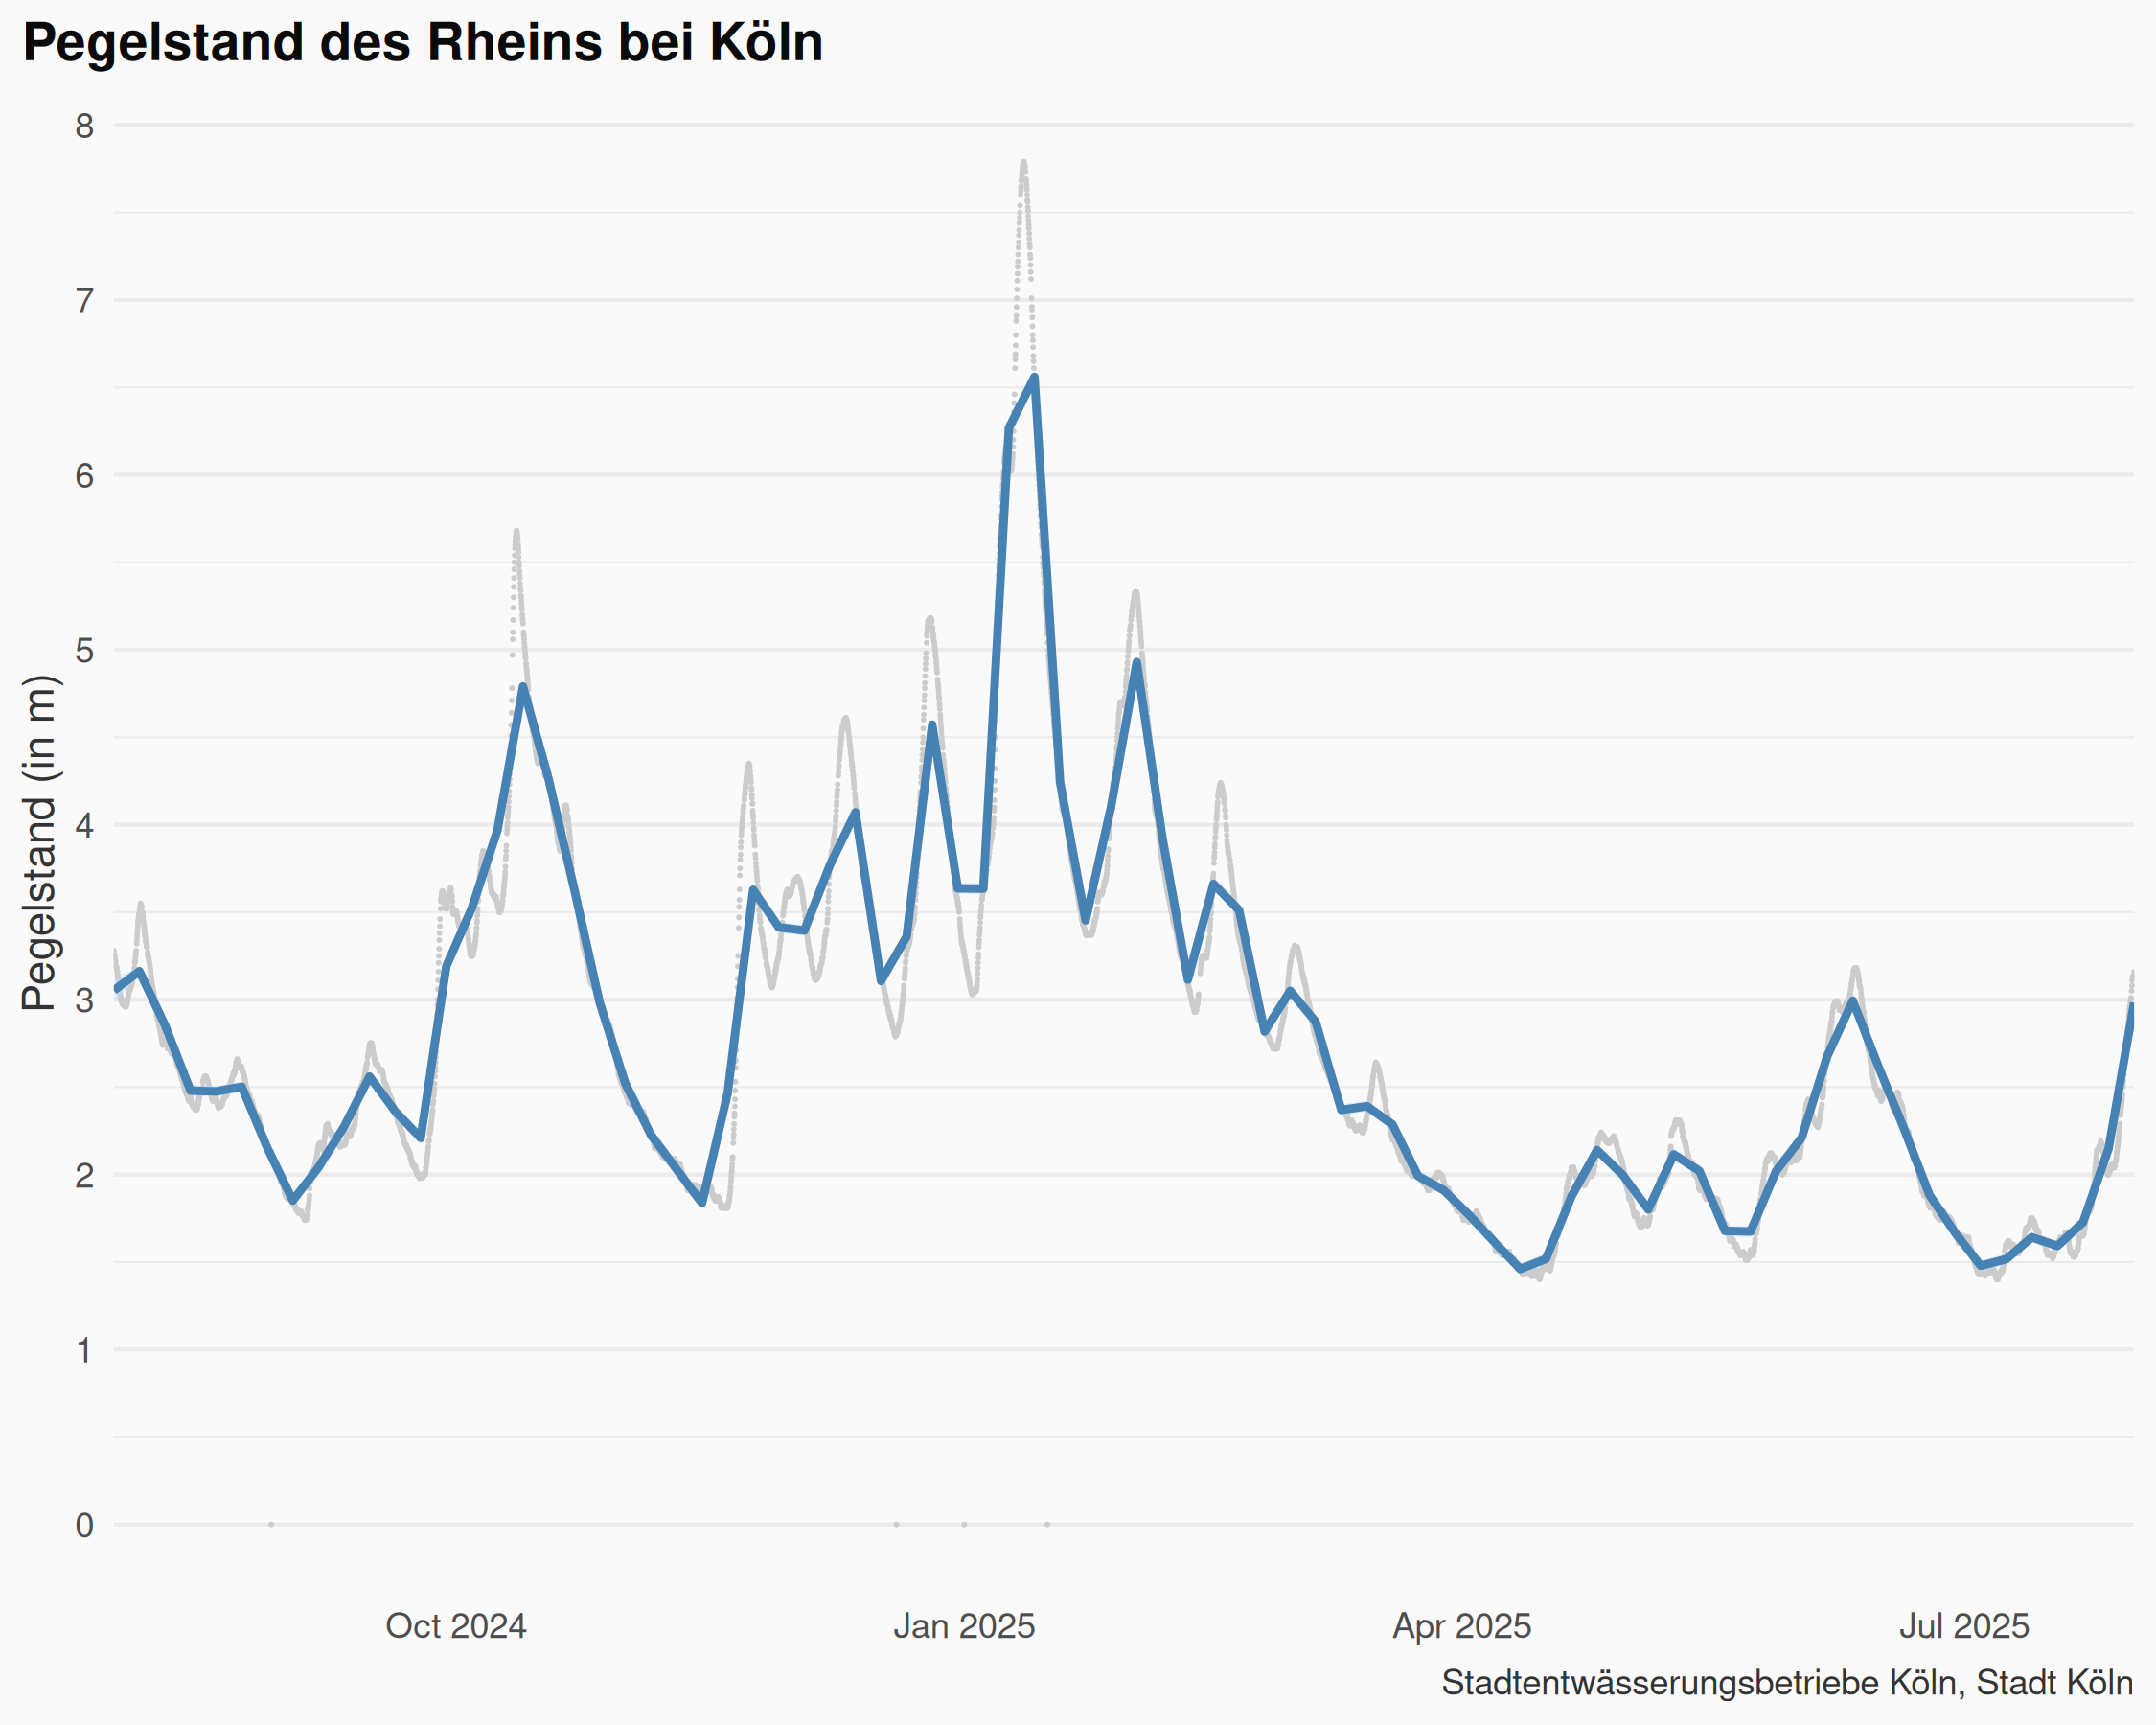 Pegelstand des Rheins bei Köln
Pegelstand (in m)
8
7
6
5
4
3
2
1
0
Oct 2024 Jan 2025 Apr 2025 Jul 2025
Stadtentwässerungsbetriebe Köln, Stadt Köln